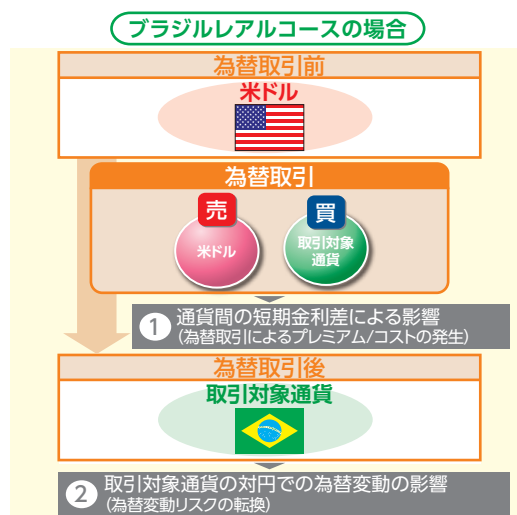 ブラジルレアルコースの場合
為替取引前
米ドル
為替取引
売
買
米ドル
取引対象
通貨
1 通貨間の短期金利差による影響
(為替取引によるプレミアム/コストの発生)
為替取引後
取引対象通貨
2 取引対象通貨の対円での為替変動の影響
(為替変動リスクの転換)